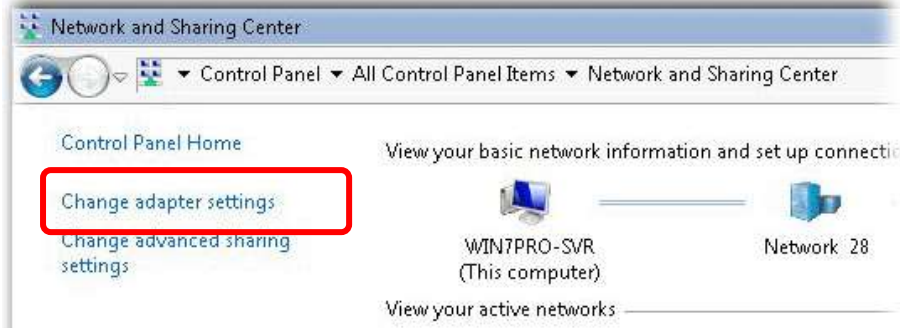 Network and Sharing Center
Control Panel All Control Panel Items Network and Sharing Center
Control Panel Home
Change adapter settings
Change advanced sharing
settings
View your basic network information and set up connecti
WIN7PRO-SVR
(This computer)
Network 28
View your active networks